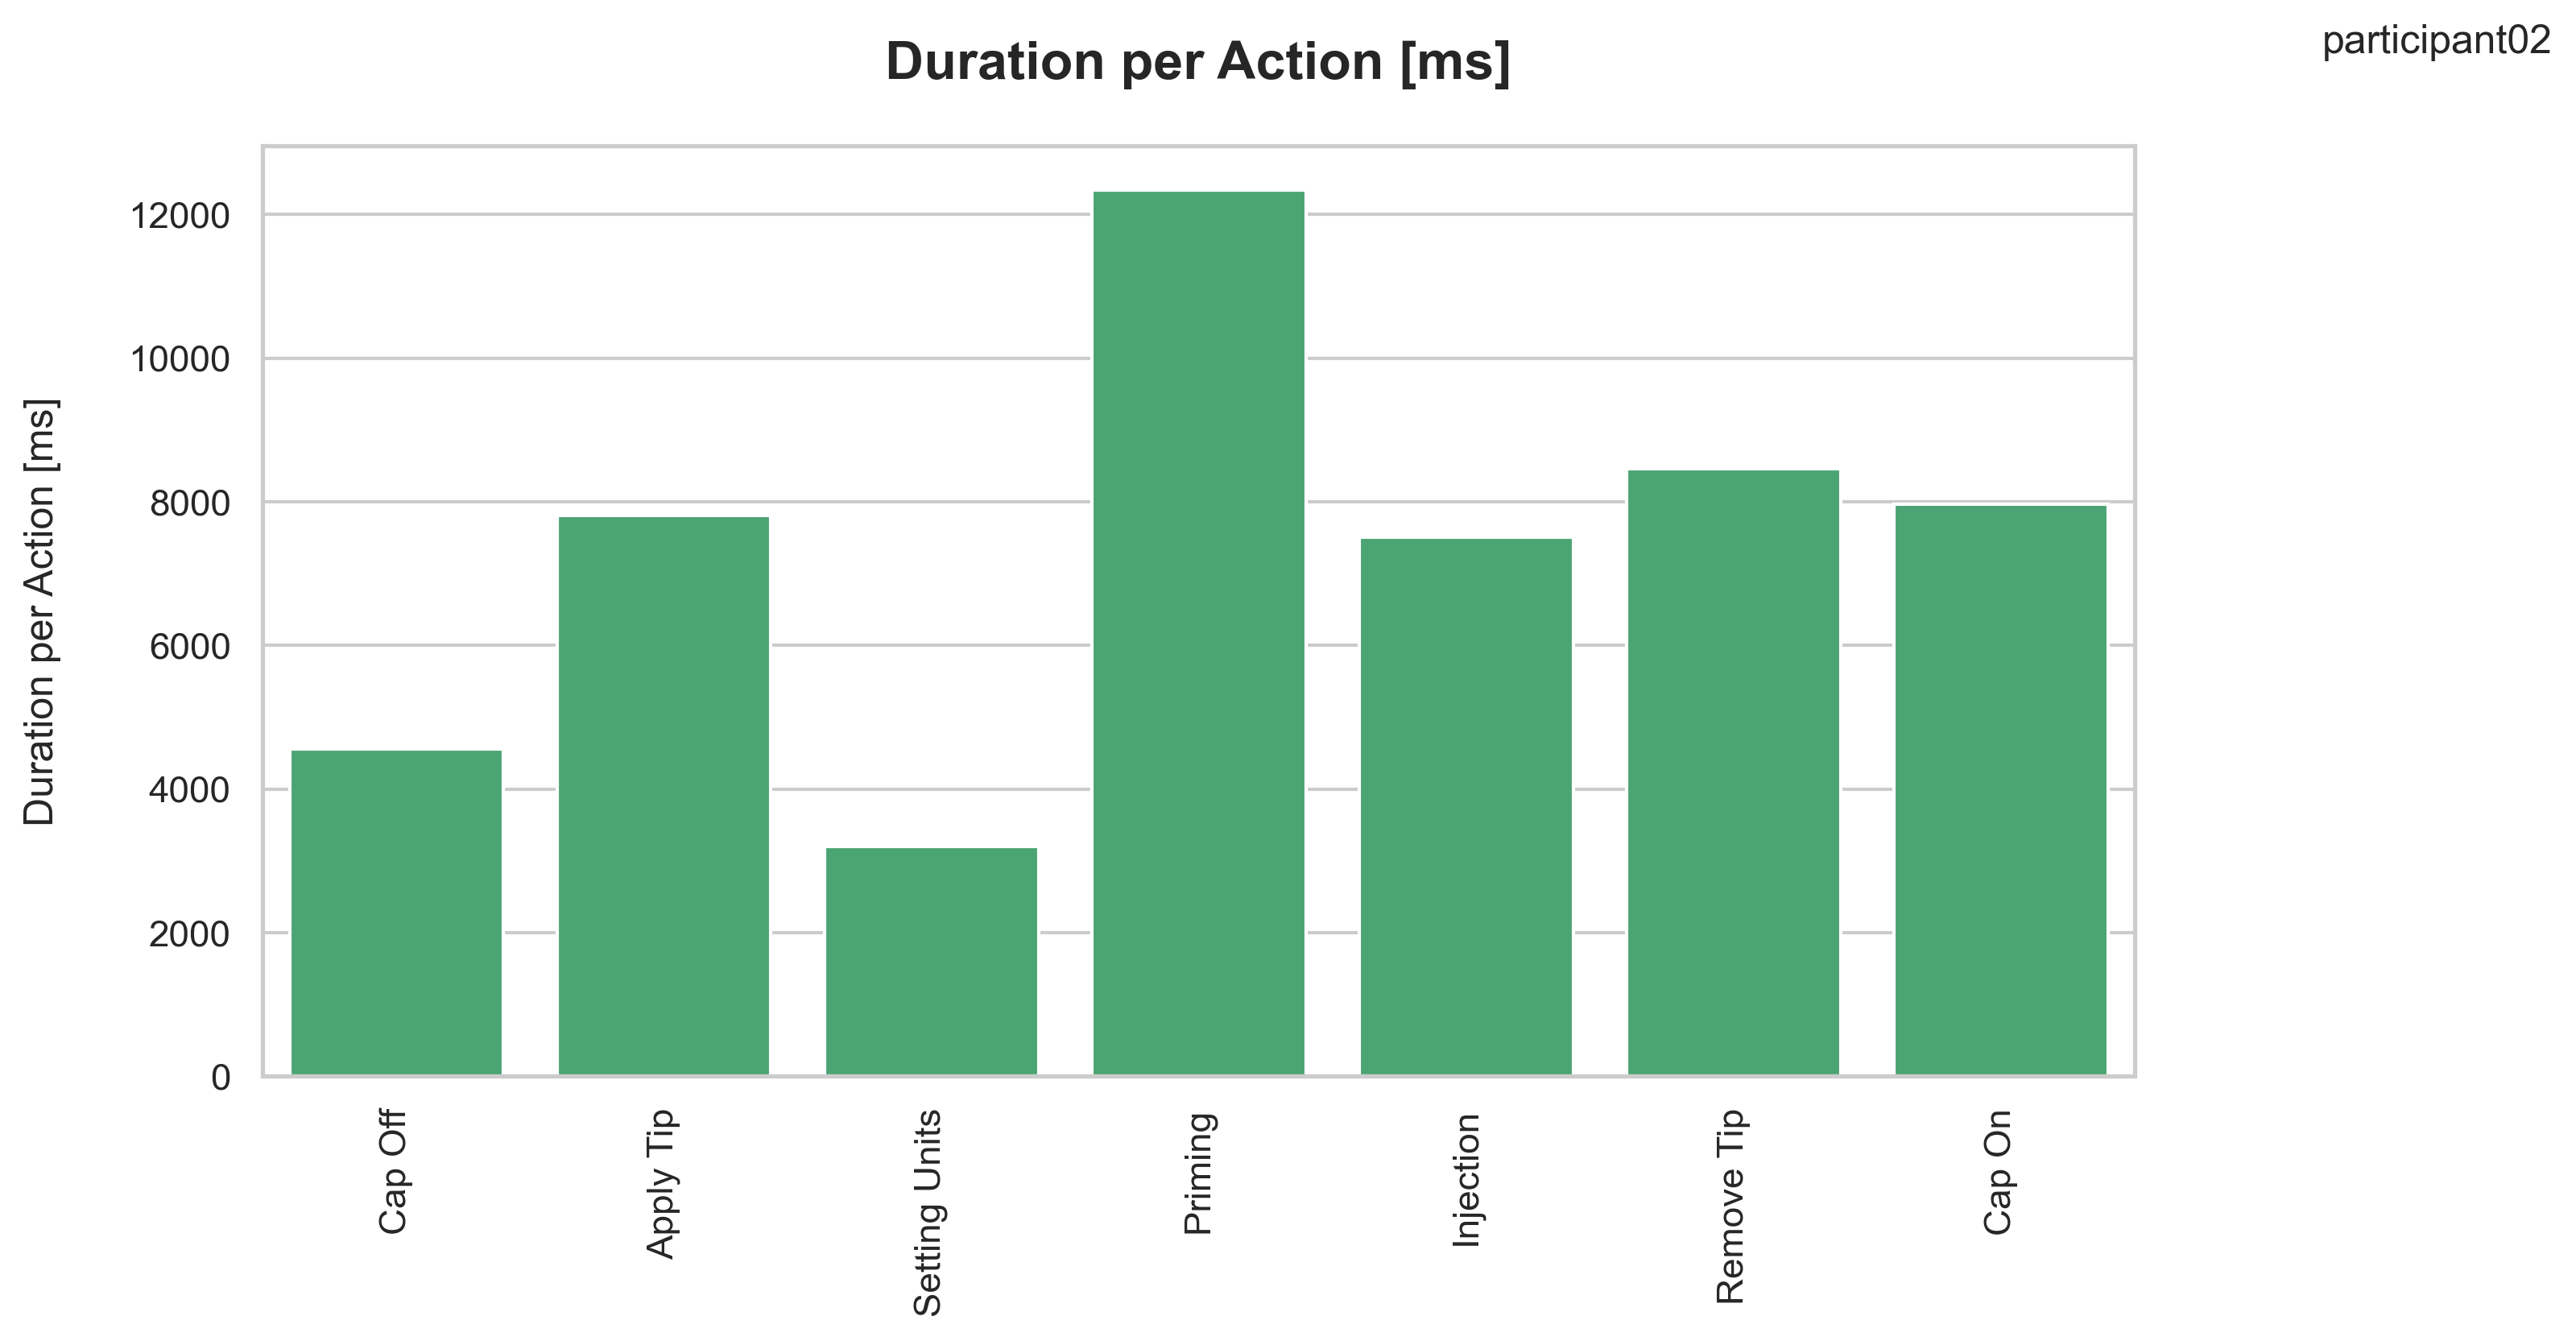 participant02
Duration per Action [ms]
Duration per Action [ms]
12000
10000
8000
6000
4000
2000
0
Cap Off
Apply Tip
Setting Units
Priming
Injection
Remove Tip
Cap On